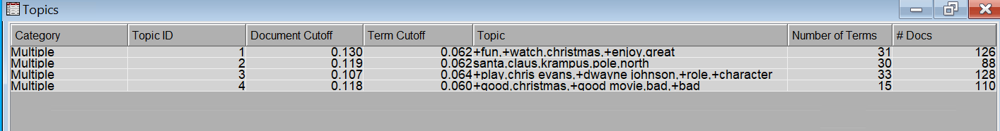 Topics
Category Topic ID Document Cutoff Term Cutoff Topic Number of Terms # Docs
Multiple 1 0.130 0.062 +fun,+watch,christmas,+enjoy,great 31 126
Multiple 2 0.119 0.062 santa,claus,krampus,pole,north 30 88
Multiple 3 0.107 0.064 +play,chris evans,+dwayne johnson,+role,+character 33 128
Multiple 4 0.118 0.060 +good,christmas,+good movie,bad,+bad 15 110